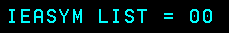 IEASYM LIST = 00